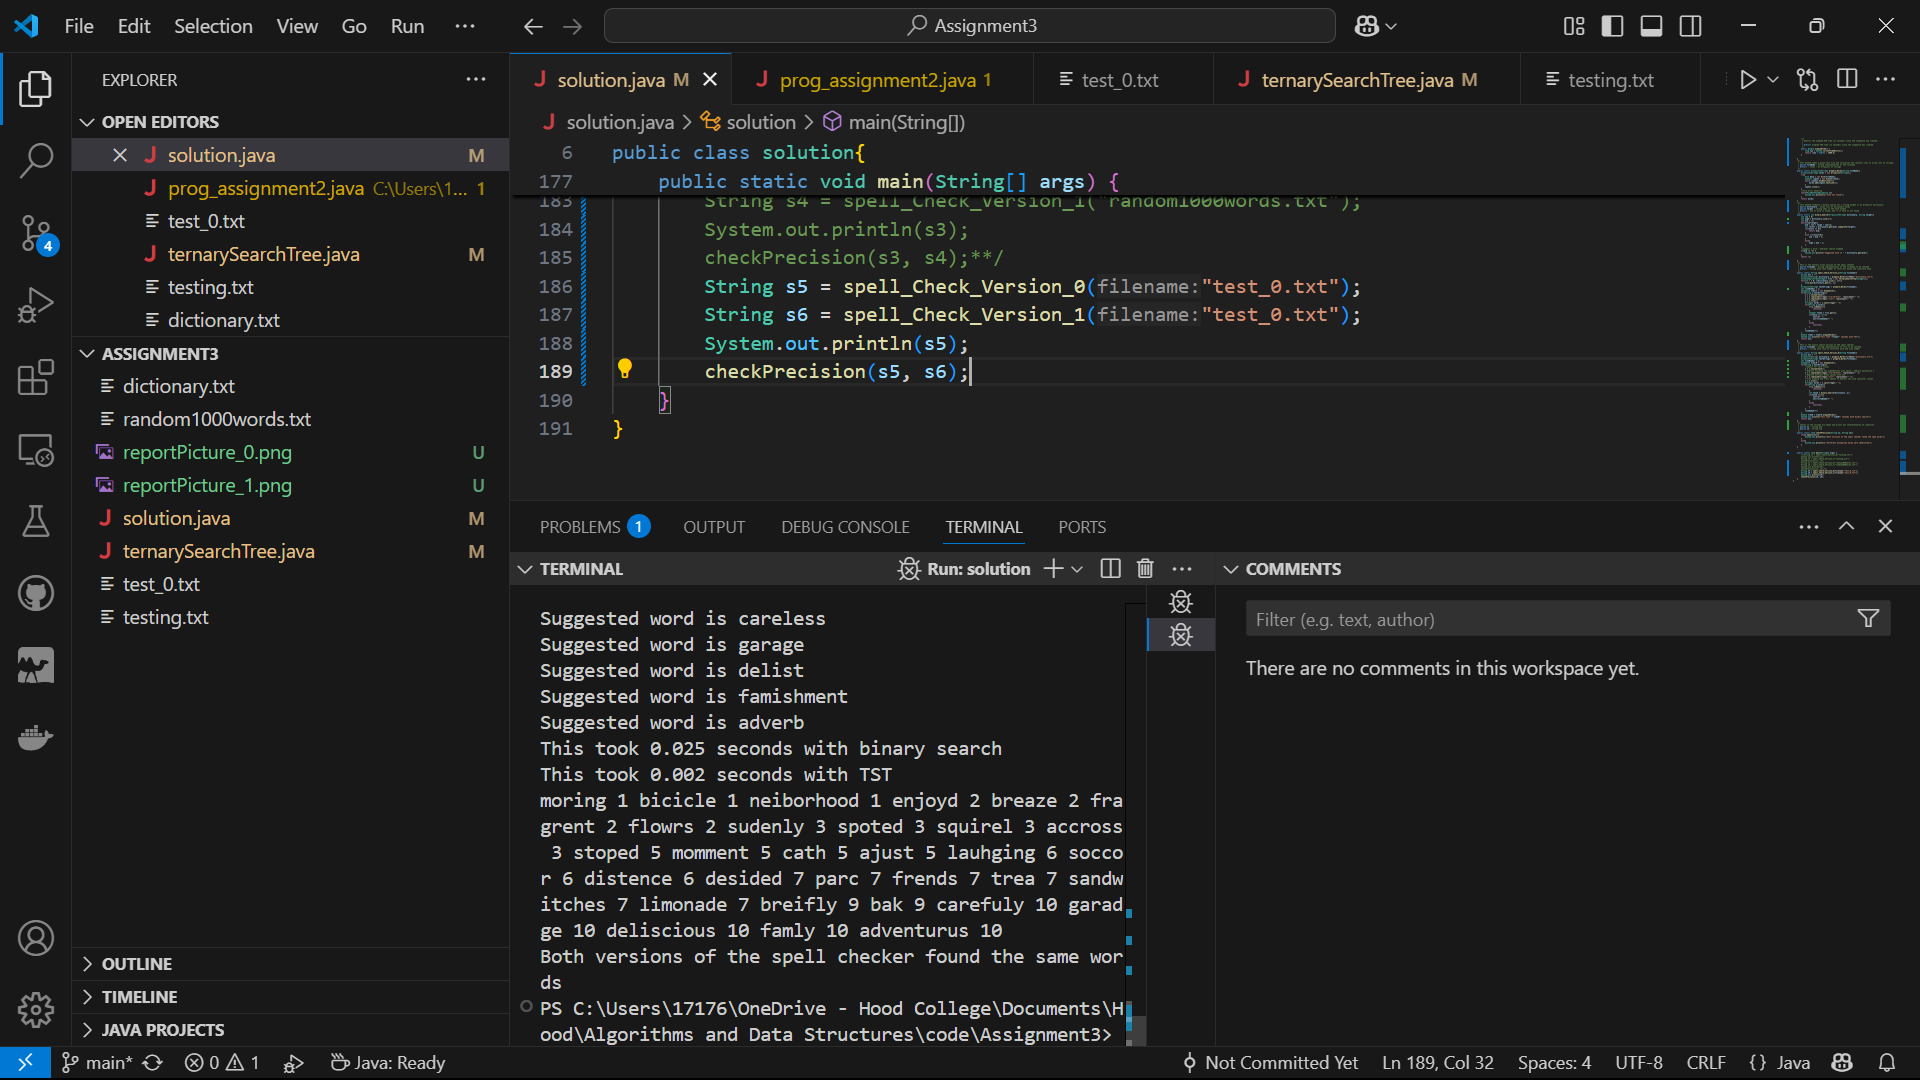 File Edit Selection View Go Run ···
Assignment3
EXPLORER ···
OPEN EDITORS
solution.java M
prog_assignment2.java C:\Users\1... 1
test_0.txt
ternarySearchTree.java M
testing.txt
dictionary.txt
ASSIGNMENT3
dictionary.txt
random1000words.txt
reportPicture_0.png U
reportPicture_1.png U
solution.java M
ternarySearchTree.java M
test_0.txt
testing.txt
4
OUTLINE
TIMELINE
JAVA PROJECTS
solution.java M
prog_assignment2.java 1
test_0.txt
ternarySearchTree.java M
testing.txt
solution.java > solution > main(String[])
6 public class solution{
177 public static void main(String[] args) {
183 String s4 = spell_Check_Version_1("random1000words.txt");
184 System.out.println(s3);
185 checkPrecision(s3, s4);**/
186 String s5 = spell_Check_Version_0(filename:"test_0.txt");
187 String s6 = spell_Check_Version_1(filename:"test_0.txt");
188 System.out.println(s5);
189 checkPrecision(s5, s6);
190 }
191 }
PROBLEMS 1 OUTPUT DEBUG CONSOLE TERMINAL PORTS
TERMINAL
Run: solution
Suggested word is careless
Suggested word is garage
Suggested word is delist
Suggested word is famishment
Suggested word is adverb
This took 0.025 seconds with binary search
This took 0.002 seconds with TST
moring 1 bicicle 1 neiborhood 1 enjoyd 2 breaze 2 fra
grent 2 flowrs 2 sudenly 3 spoted 3 squirel 3 accross
3 stoped 5 momment 5 cath 5 ajust 5 lauhging 6 socco
r 6 distence 6 desided 7 parc 7 frends 7 trea 7 sandw
itches 7 limonade 7 breifly 9 bak 9 carefuly 10 garad
ge 10 deliscious 10 famly 10 adventurus 10
Both versions of the spell checker found the same wor
ds
PS C:\Users\17176\OneDrive - Hood College\Documents\H
ood\Algorithms and Data Structures\code\Assignment3>
COMMENTS
Filter (e.g. text, author)
There are no comments in this workspace yet.
main* 0 1 Java: Ready
Not Committed Yet Ln 189, Col 32 Spaces: 4 UTF-8 CRLF {} Java